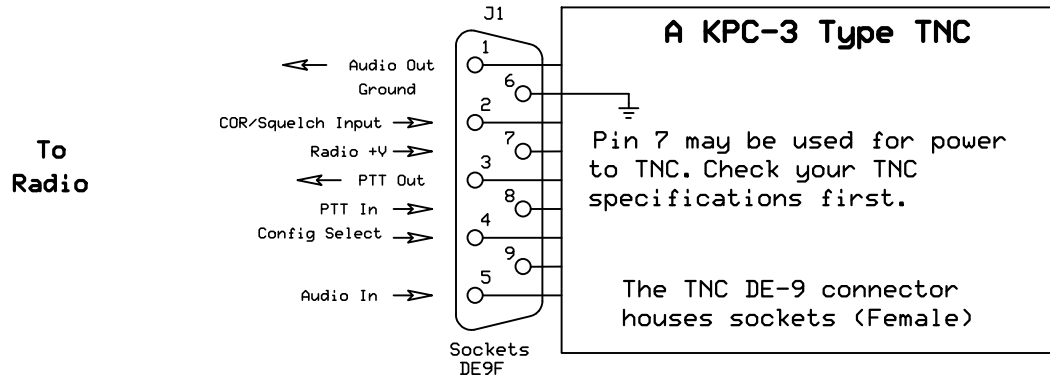 J1
A KPC-3 Type TNC
To
Radio
Audio Out
Ground
COR/Squelch Input
Radio +V
PTT Out
PTT In
Config Select
Audio In
1
6
2
7
3
8
4
9
5
Pin 7 may be used for power
to TNC. Check your TNC
specifications first.
The TNC DE-9 connector
houses sockets (Female)
Sockets
DE9F